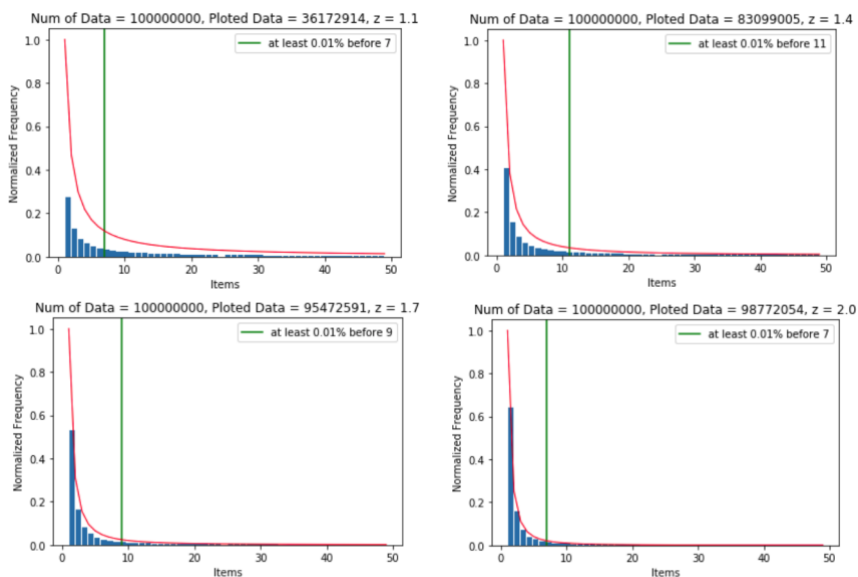 Num of Data = 100000000, Ploted Data = 36172914, z = 1.1
at least 0.01% before 7
1.0
0.8
0.6
0.4
0.2
0.0
Normalized Frequency
0 10 20 30 40 50
Items
Num of Data = 100000000, Ploted Data = 83099005, z = 1.4
at least 0.01% before 11
1.0
0.8
0.6
0.4
0.2
0.0
Normalized Frequency
0 10 20 30 40 50
Items
Num of Data = 100000000, Ploted Data = 95472591, z = 1.7
at least 0.01% before 9
1.0
0.8
0.6
0.4
0.2
0.0
Normalized Frequency
0 10 20 30 40 50
Items
Num of Data = 100000000, Ploted Data = 98772054, z = 2.0
at least 0.01% before 7
1.0
0.8
0.6
0.4
0.2
0.0
Normalized Frequency
0 10 20 30 40 50
Items